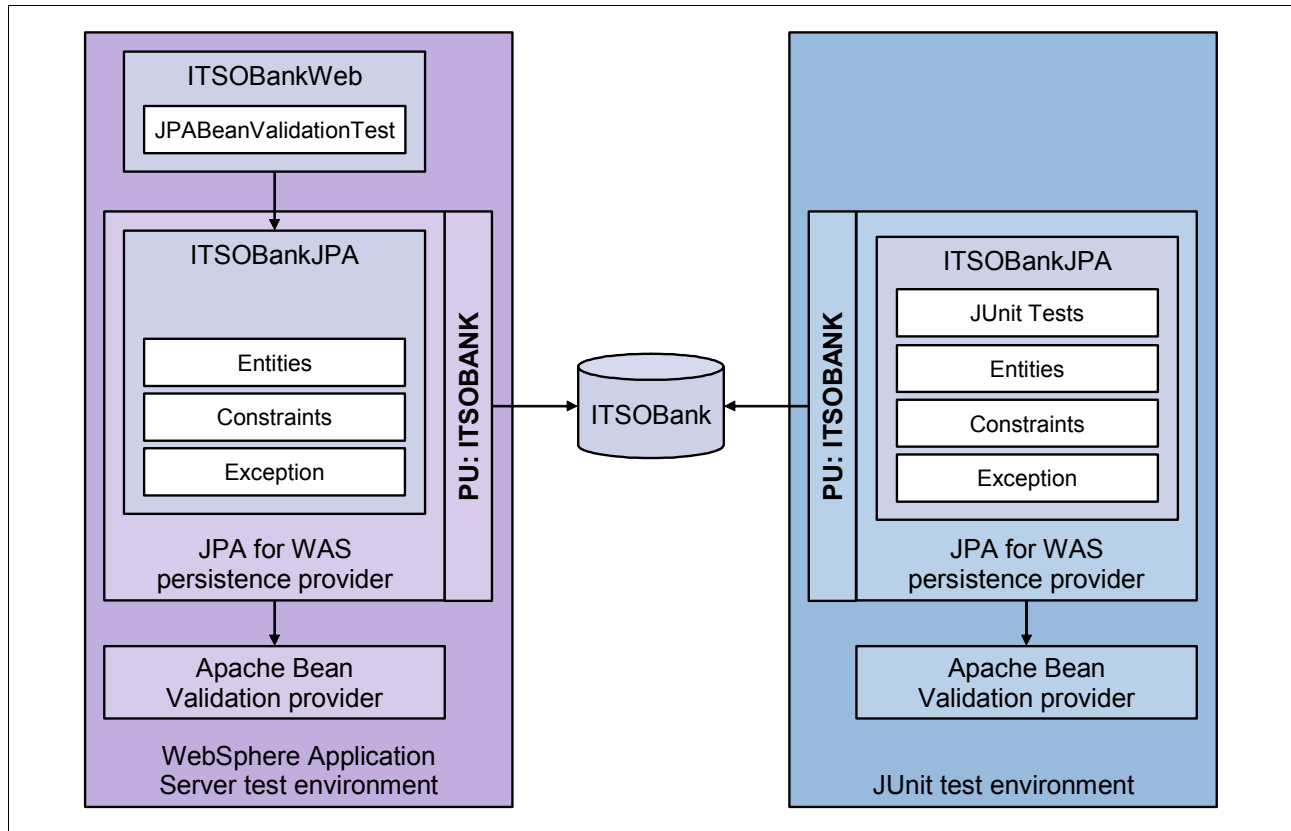 ITSOBankWeb
JPABeanValidationTest
ITSOBankJPA
Entities
Constraints
Exception
JPA for WAS
persistence provider
PU: ITSOBANK
Apache Bean
Validation provider
WebSphere Application
Server test environment
ITSOBank
PU: ITSOBANK
ITSOBankJPA
JUnit Tests
Entities
Constraints
Exception
JPA for WAS
persistence provider
Apache Bean
Validation provider
JUnit test environment